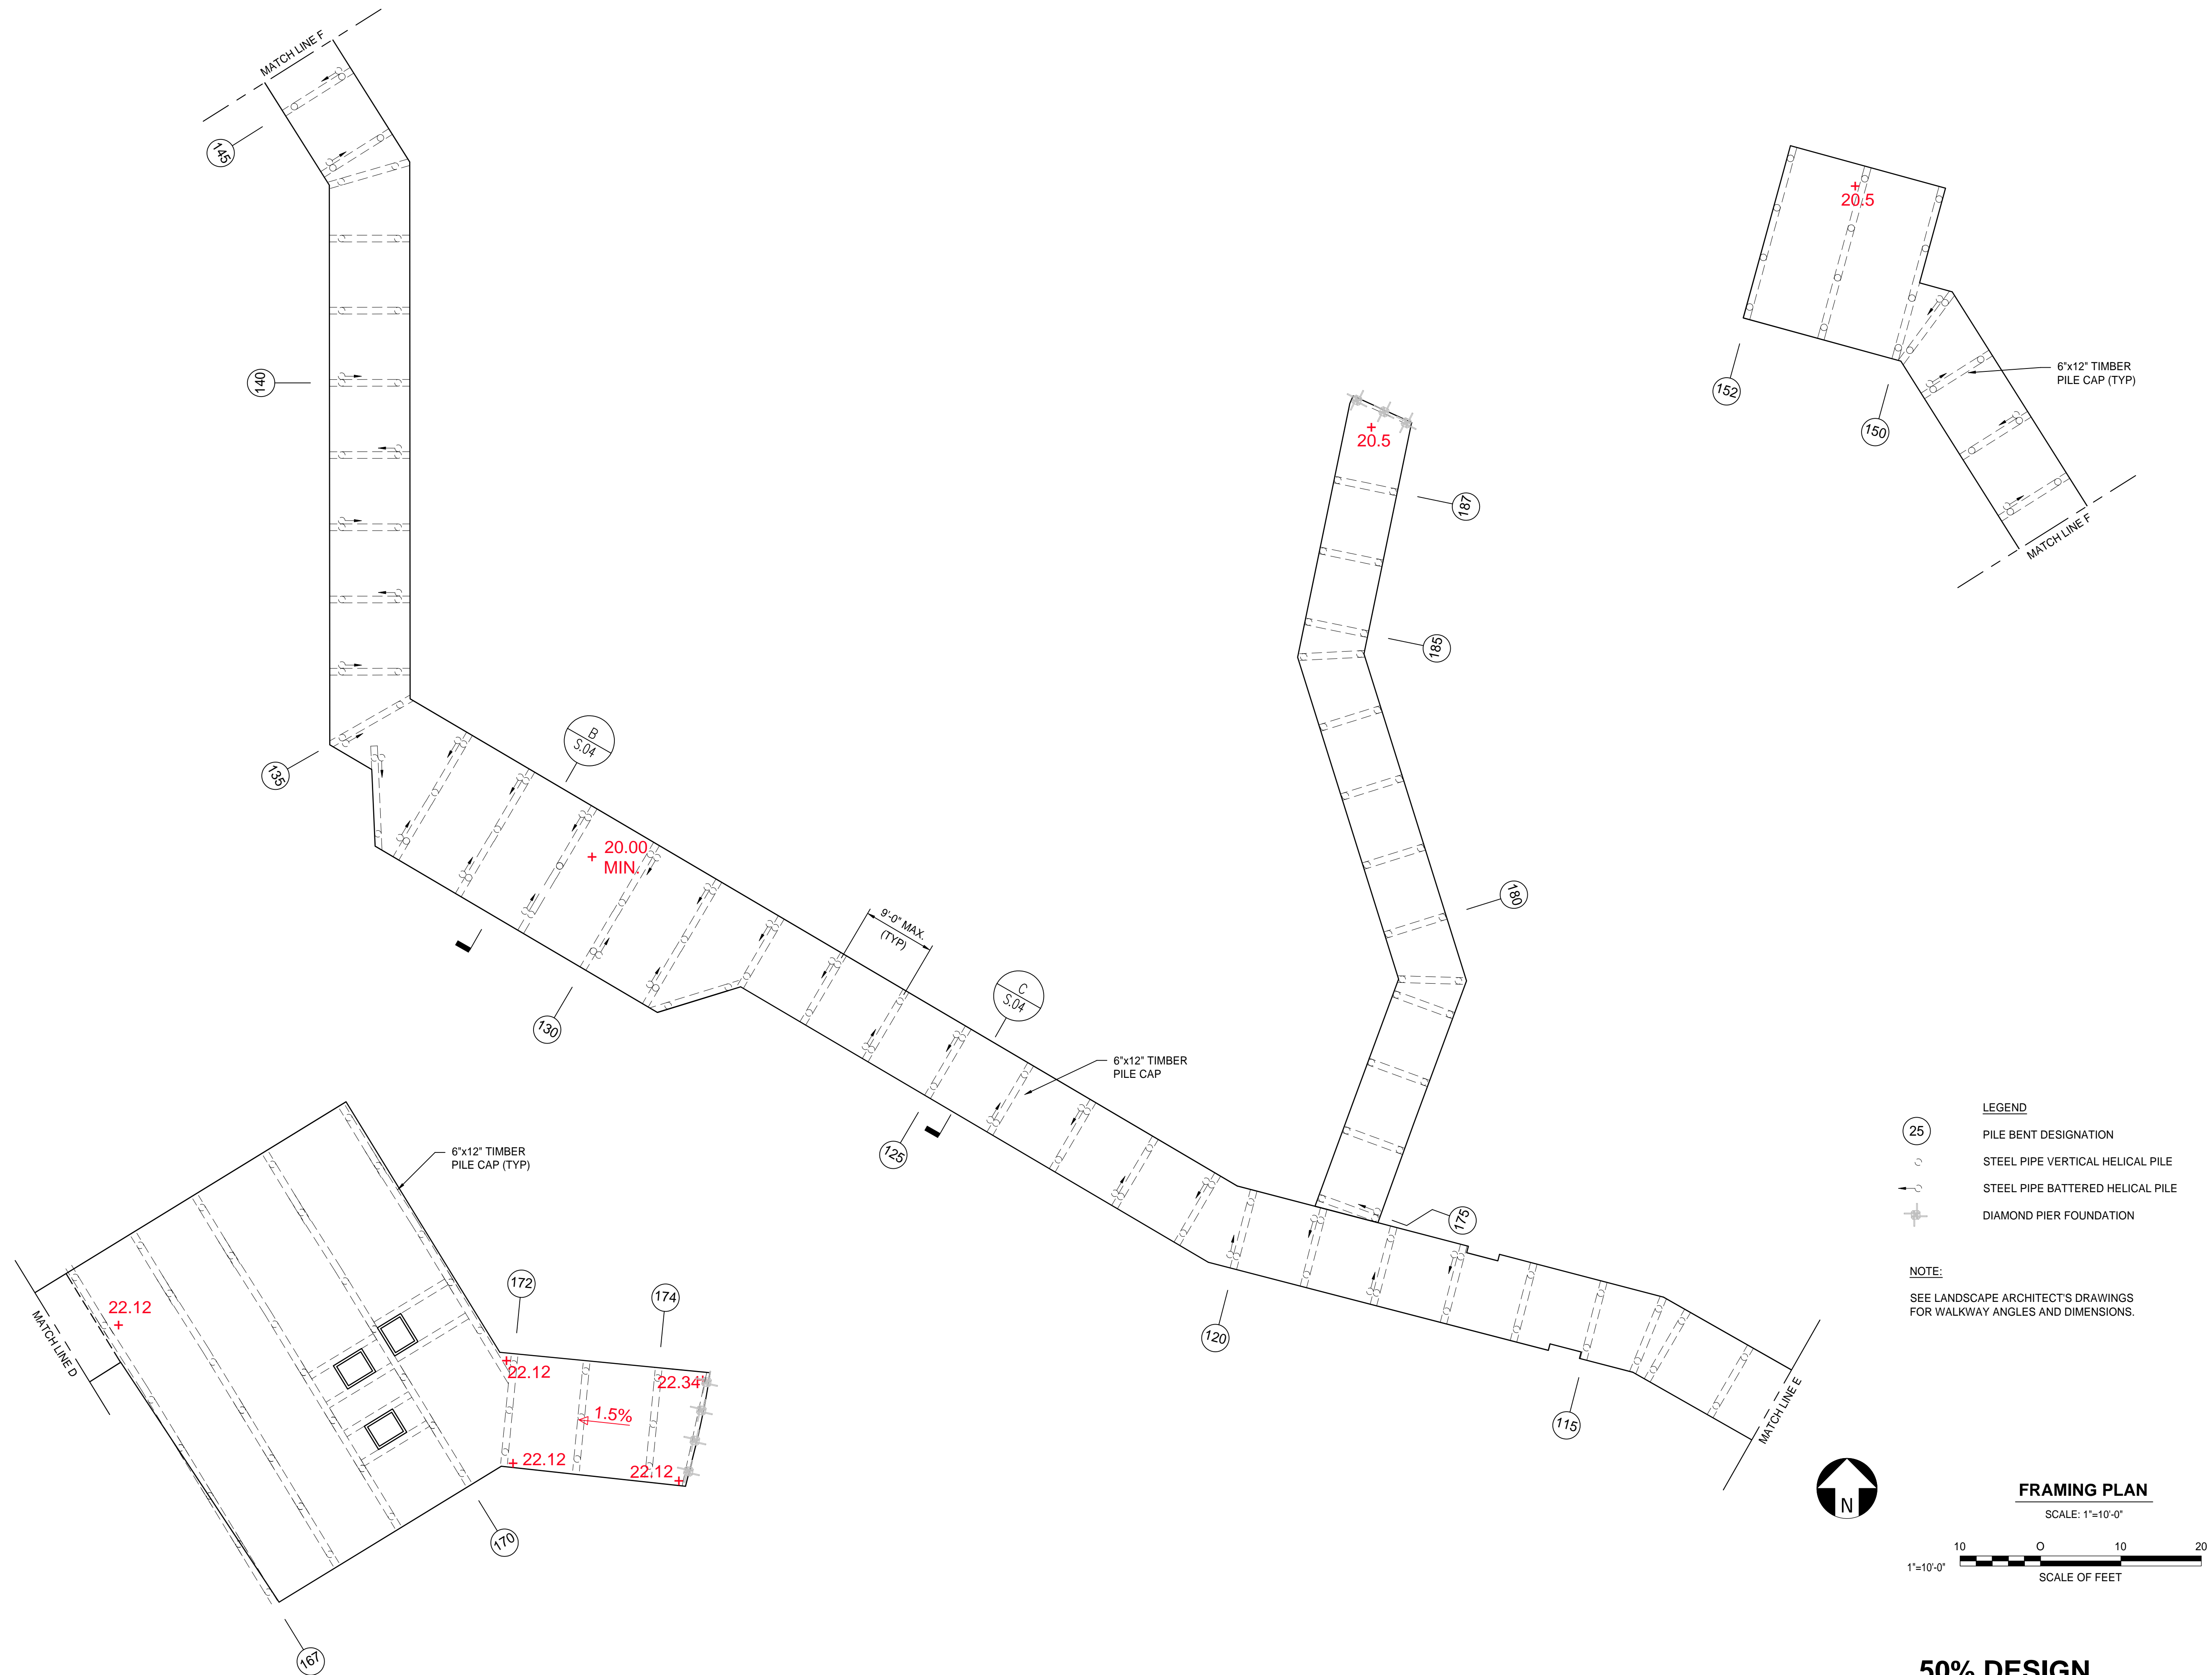 MATCH LINE F
145
20.5
152
150
6"x12" TIMBER
PILE CAP (TYP)
MATCH LINE F
140
20.5
187
185
135
B
S.04
20.00
MIN.
180
9'-0" MAX.
(TYP)
130
C
S.04
6"x12" TIMBER
PILE CAP
125
6"x12" TIMBER
PILE CAP (TYP)
175
120
115
MATCH LINE E
22.12
MATCH LINE D
172
174
22.12
22.34
1.5%
22.12
22.12
170
167
LEGEND
25
PILE BENT DESIGNATION
STEEL PIPE VERTICAL HELICAL PILE
STEEL PIPE BATTERED HELICAL PILE
DIAMOND PIER FOUNDATION
NOTE:
SEE LANDSCAPE ARCHITECT'S DRAWINGS
FOR WALKWAY ANGLES AND DIMENSIONS.
N
FRAMING PLAN
SCALE: 1"=10'-0"
10 O 10 20
1"=10'-0"
SCALE OF FEET
50% DESIGN